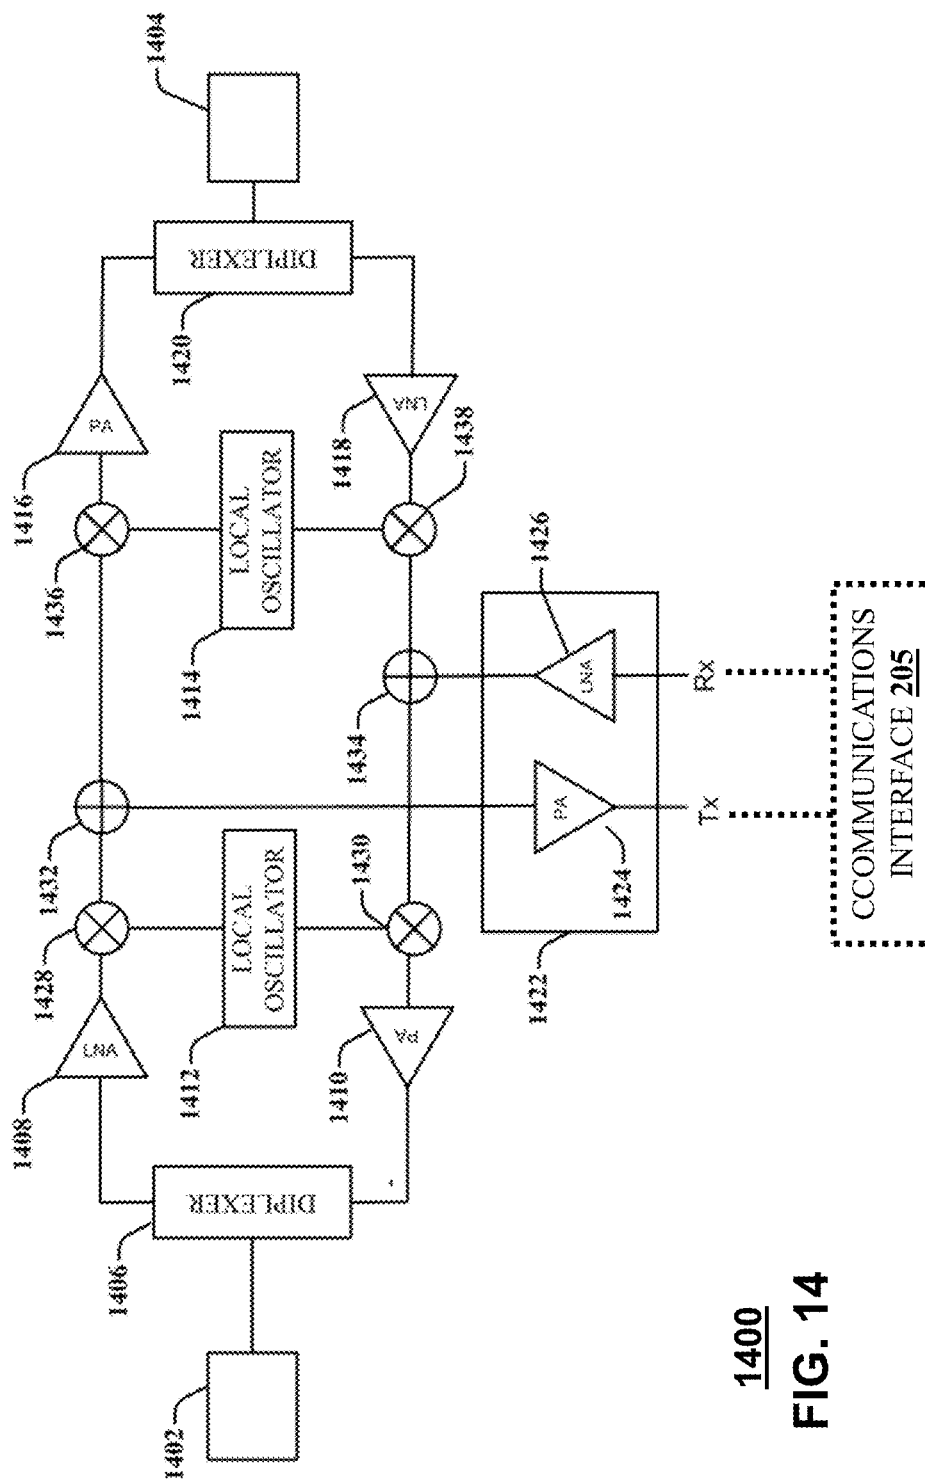 1404
1416
PA
DIPLEXER
1420
1436
LOCAL
OSCILLATOR
1414
LNA
1418
1438
1432
1434
1426
LNA
Rx
1428
LOCAL
OSCILLATOR
1412
1430
PA
1424
Tx
1422
CCOMMUNICATIONS
INTERFACE 205
1408
LNA
PA
1410
1406
DIPLEXER
1402
1400
FIG. 14